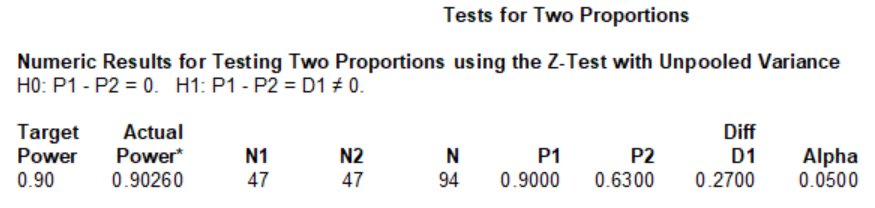 Tests for Two Proportions
Numeric Results for Testing Two Proportions using the Z-Test with Unpooled Variance
H0: P1 - P2 = 0. H1: P1 - P2 = D1 ≠ 0.
Target Actual Diff
Power Power* N1 N2 N P1 P2 D1 Alpha
0.90 0.90260 47 47 94 0.9000 0.6300 0.2700 0.0500